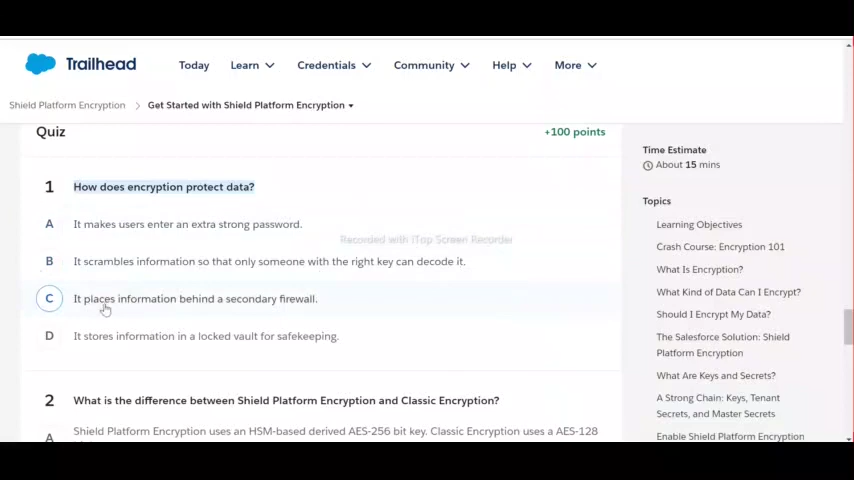 Trailhead
Today Learn Credentials Community Help More
Shield Platform Encryption > Get Started with Shield Platform Encryption
Quiz
+100 points
1 How does encryption protect data?
A It makes users enter an extra strong password.
Recorded with iTop Screen Recorder
B It scrambles information so that only someone with the right key can decode it.
C It places information behind a secondary firewall.
D It stores information in a locked vault for safekeeping.
2 What is the difference between Shield Platform Encryption and Classic Encryption?
A Shield Platform Encryption uses an HSM-based derived AES-256 bit key. Classic Encryption uses a AES-128
Time Estimate
About 15 mins
Topics
Learning Objectives
Crash Course: Encryption 101
What Is Encryption?
What Kind of Data Can I Encrypt?
Should I Encrypt My Data?
The Salesforce Solution: Shield
Platform Encryption
What Are Keys and Secrets?
A Strong Chain: Keys, Tenant
Secrets, and Master Secrets
Enable Shield Platform Encryption